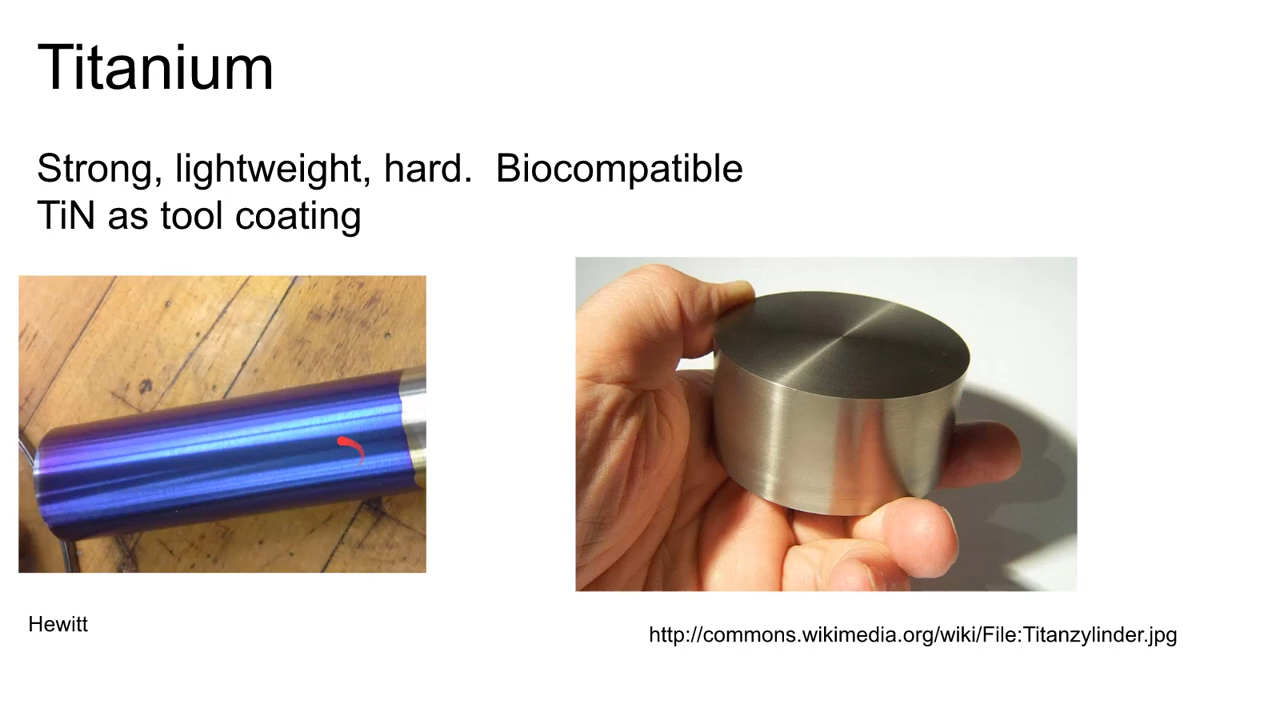 Titanium
Strong, lightweight, hard.  Biocompatible
TiN as tool coating
Hewitt
http://commons.wikimedia.org/wiki/File:Titanzylinder.jpg